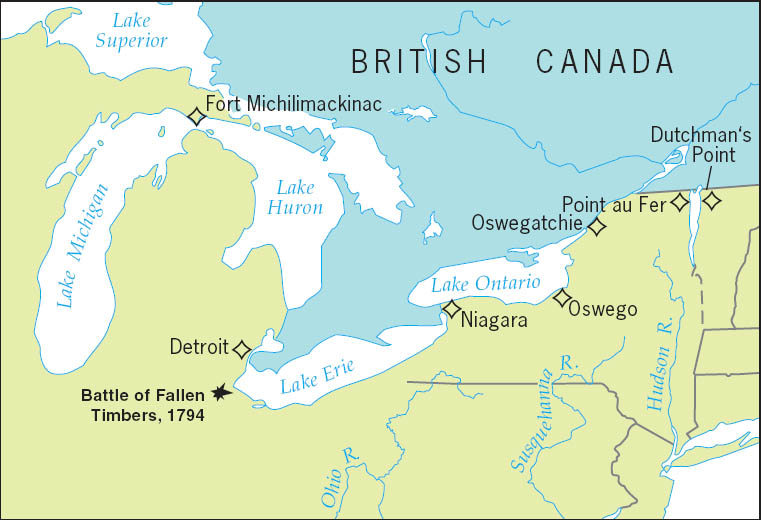 Lake
Superior
BRITISH CANADA
Fort Michilimackinac
Dutchman's
Point
Lake
Huron
Lake Michigan
Point au Fer
Oswegatchie
Lake Ontario
Oswego
Niagara
Detroit
Lake Erie
Hudson R.
Susquehanna R.
Battle of Fallen
Timbers, 1794
Ohio R